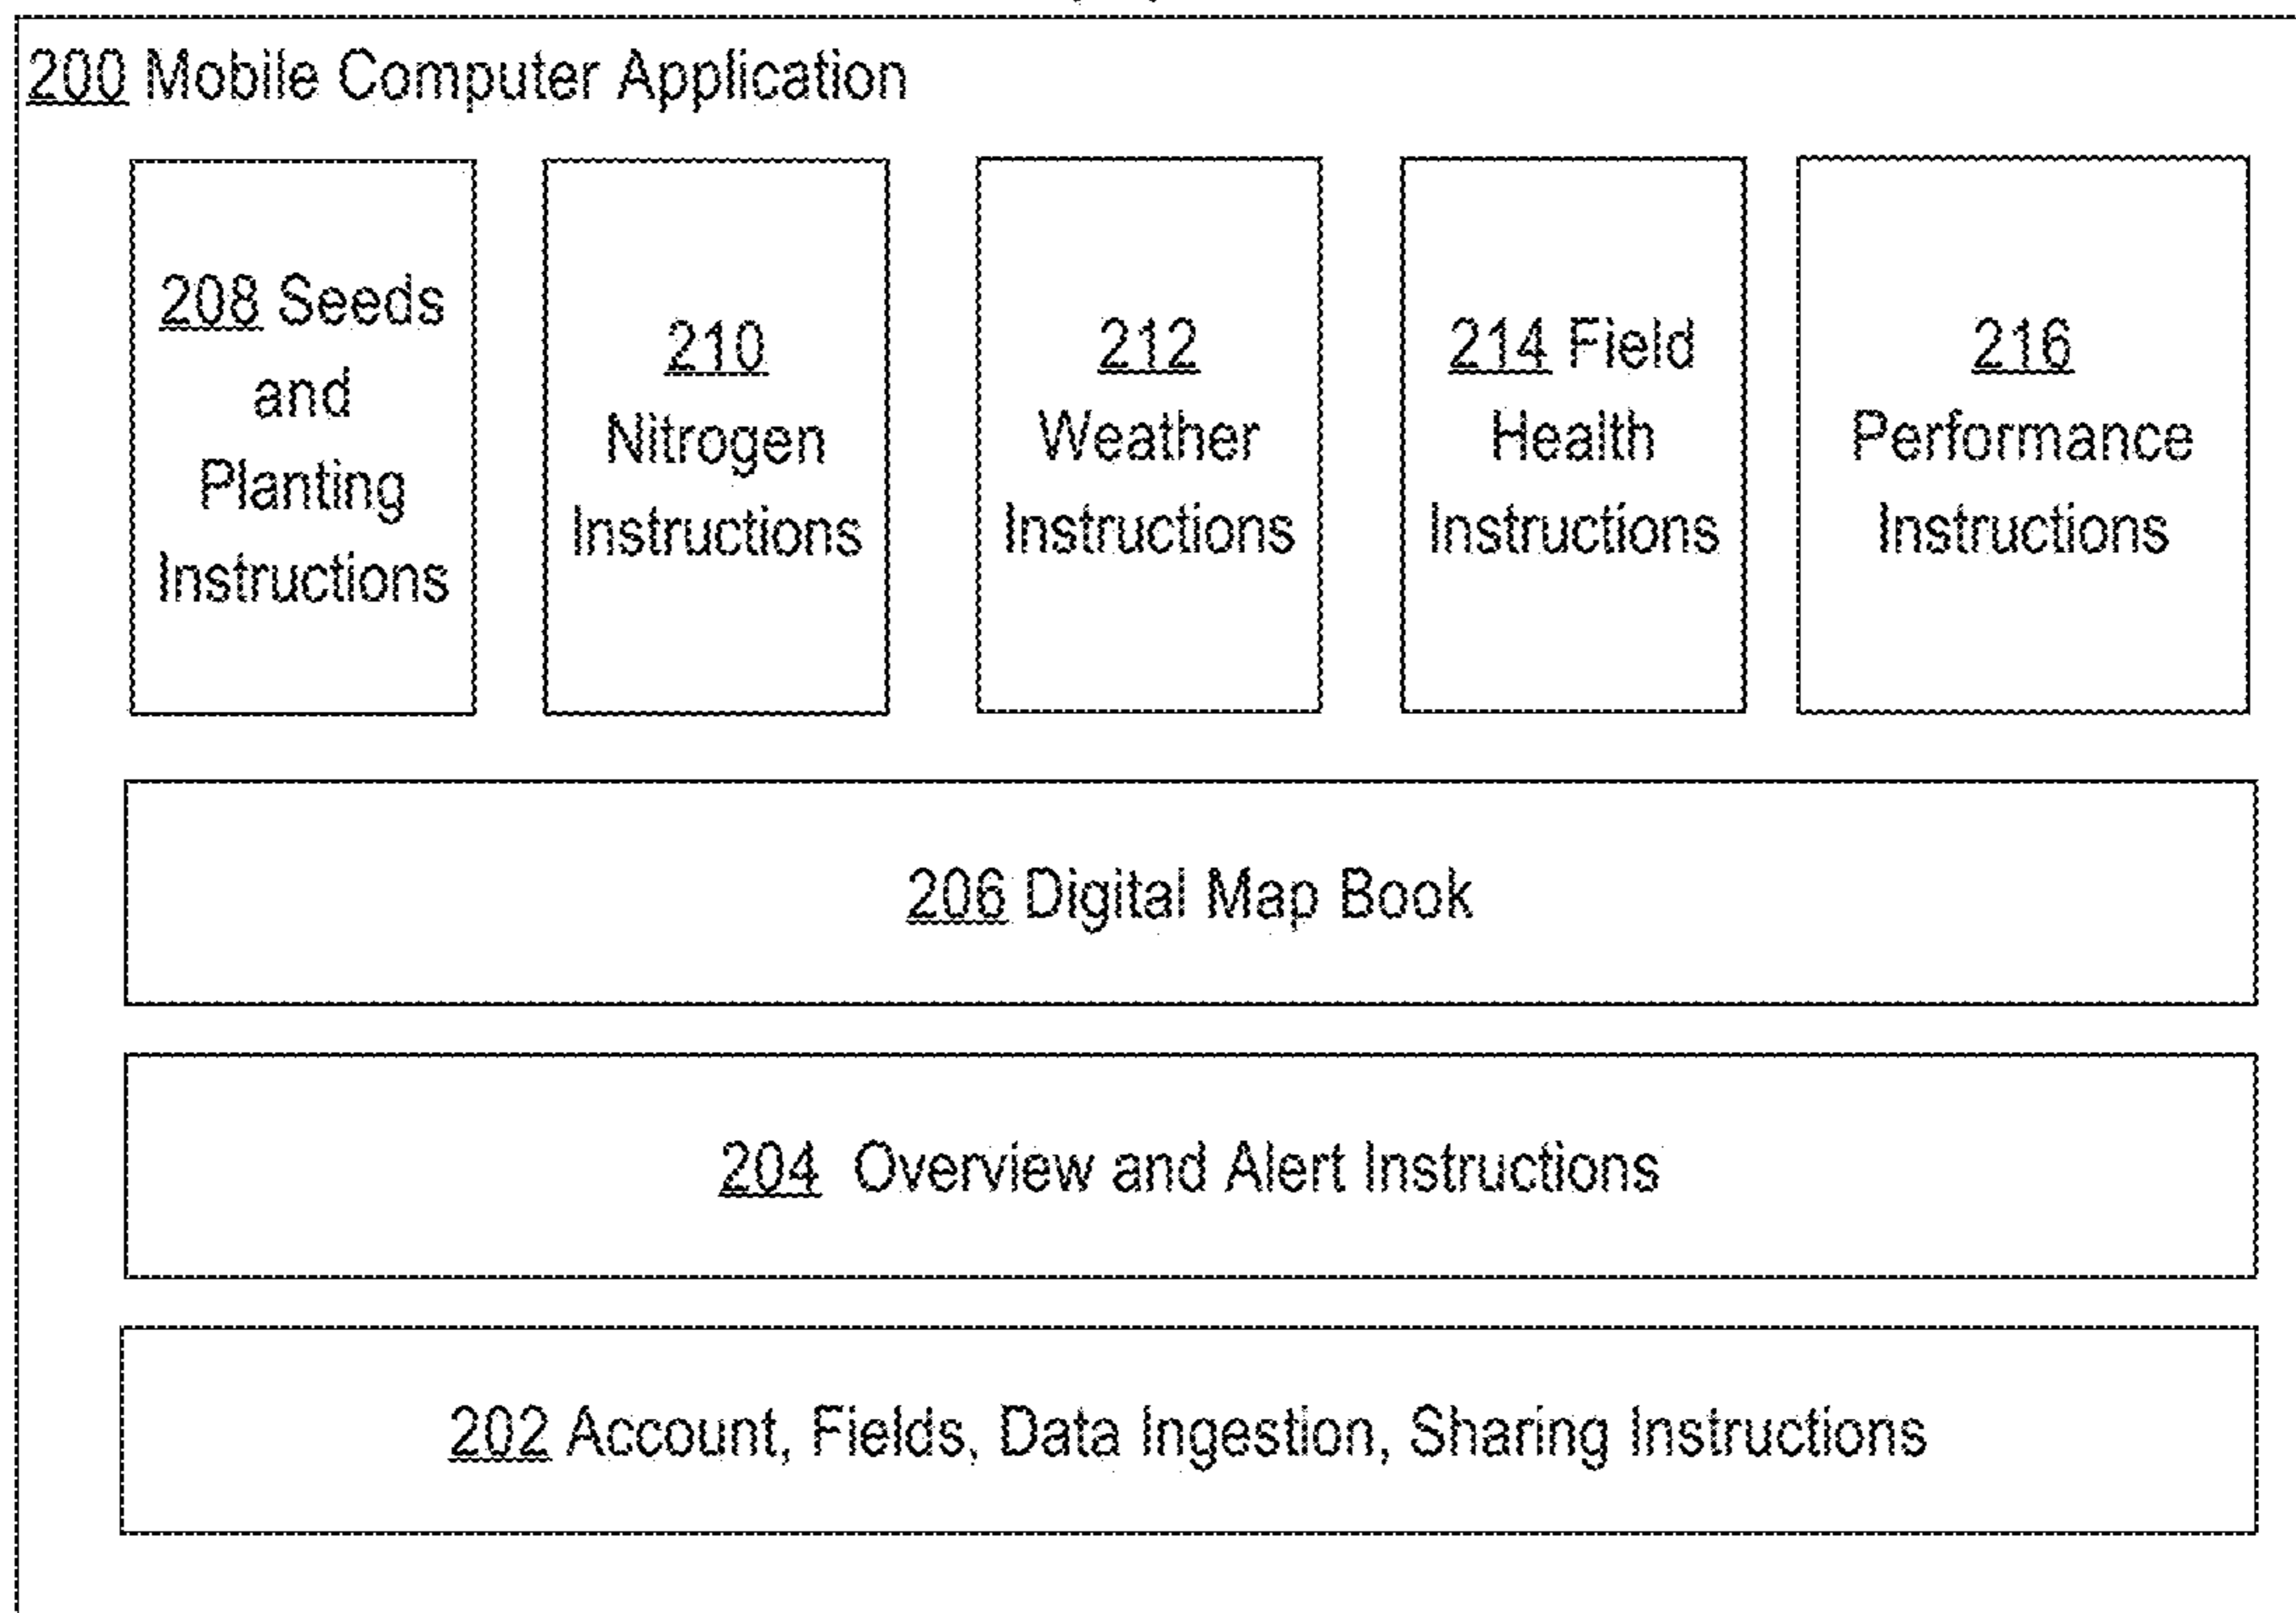 200 Mobile Computer Application
208 Seeds
and
Planting
Instructions
210
Nitrogen
Instructions
212
Weather
Instructions
214 Field
Health
Instructions
216
Performance
Instructions
206 Digital Map Book
204 Overview and Alert Instructions
202 Account, Fields, Data Ingestion, Sharing Instructions